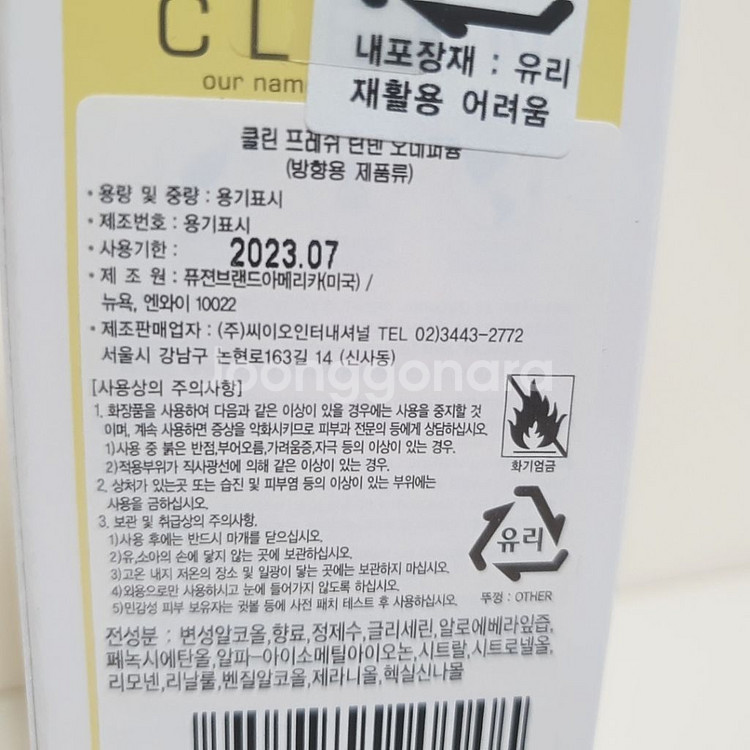 CL
our nam
내포장재 : 유리
재활용 어려움
클린 프레쉬 린넨 오데퍼퓸
(방향용 제품류)
• 용량 및 중량 : 용기표시
• 제조번호 : 용기표시
• 사용기한 : 2023.07
• 제 조 원 : 퓨젼브랜드아메리카(미국) /
뉴욕, 엔와이 10022
• 제조판매업자 : (주)씨이오인터내셔널 TEL 02)3443-2772
서울시 강남구 논현로163길 14 (신사동)
joonggonara
[사용상의 주의사항]
1. 화장품을 사용하여 다음과 같은 이상이 있을 경우에는 사용을 중지할 것
이며, 계속 사용하면 증상을 악화시키므로 피부과 전문의 등에게 상담하십시오.
1)사용 중 붉은 반점,부어오름,가려움증,자극 등의 이상이 있는 경우.
2)적용부위가 직사광선에 의해 같은 이상이 있는 경우.
2. 상처가 있는곳 또는 습진 및 피부염 등의 이상이 있는 부위에는
사용을 금하십시오.
3. 보관 및 취급상의 주의사항.
1)사용 후에는 반드시 마개를 닫으십시오.
2)유,소아의 손에 닿지 않는 곳에 보관하십시오.
3)고온 내지 저온의 장소 및 일광이 닿는 곳에는 보관하지 마십시오.
4)외용으로만 사용하시고 눈에 들어가지 않도록 하십시오.
5)민감성 피부 보유자는 귓볼 등에 사전 패치 테스트 후 사용하십시오.
화기엄금
유리
뚜껑 : OTHER
전성분 : 변성알코올,향료,정제수,글리세린,알로에베라잎즙,
페녹시에탄올,알파-아이소메틸아이오논,시트랄,시트로넬올,
리모넨,리날룰,벤질알코올,제라니올,헥실신나몰